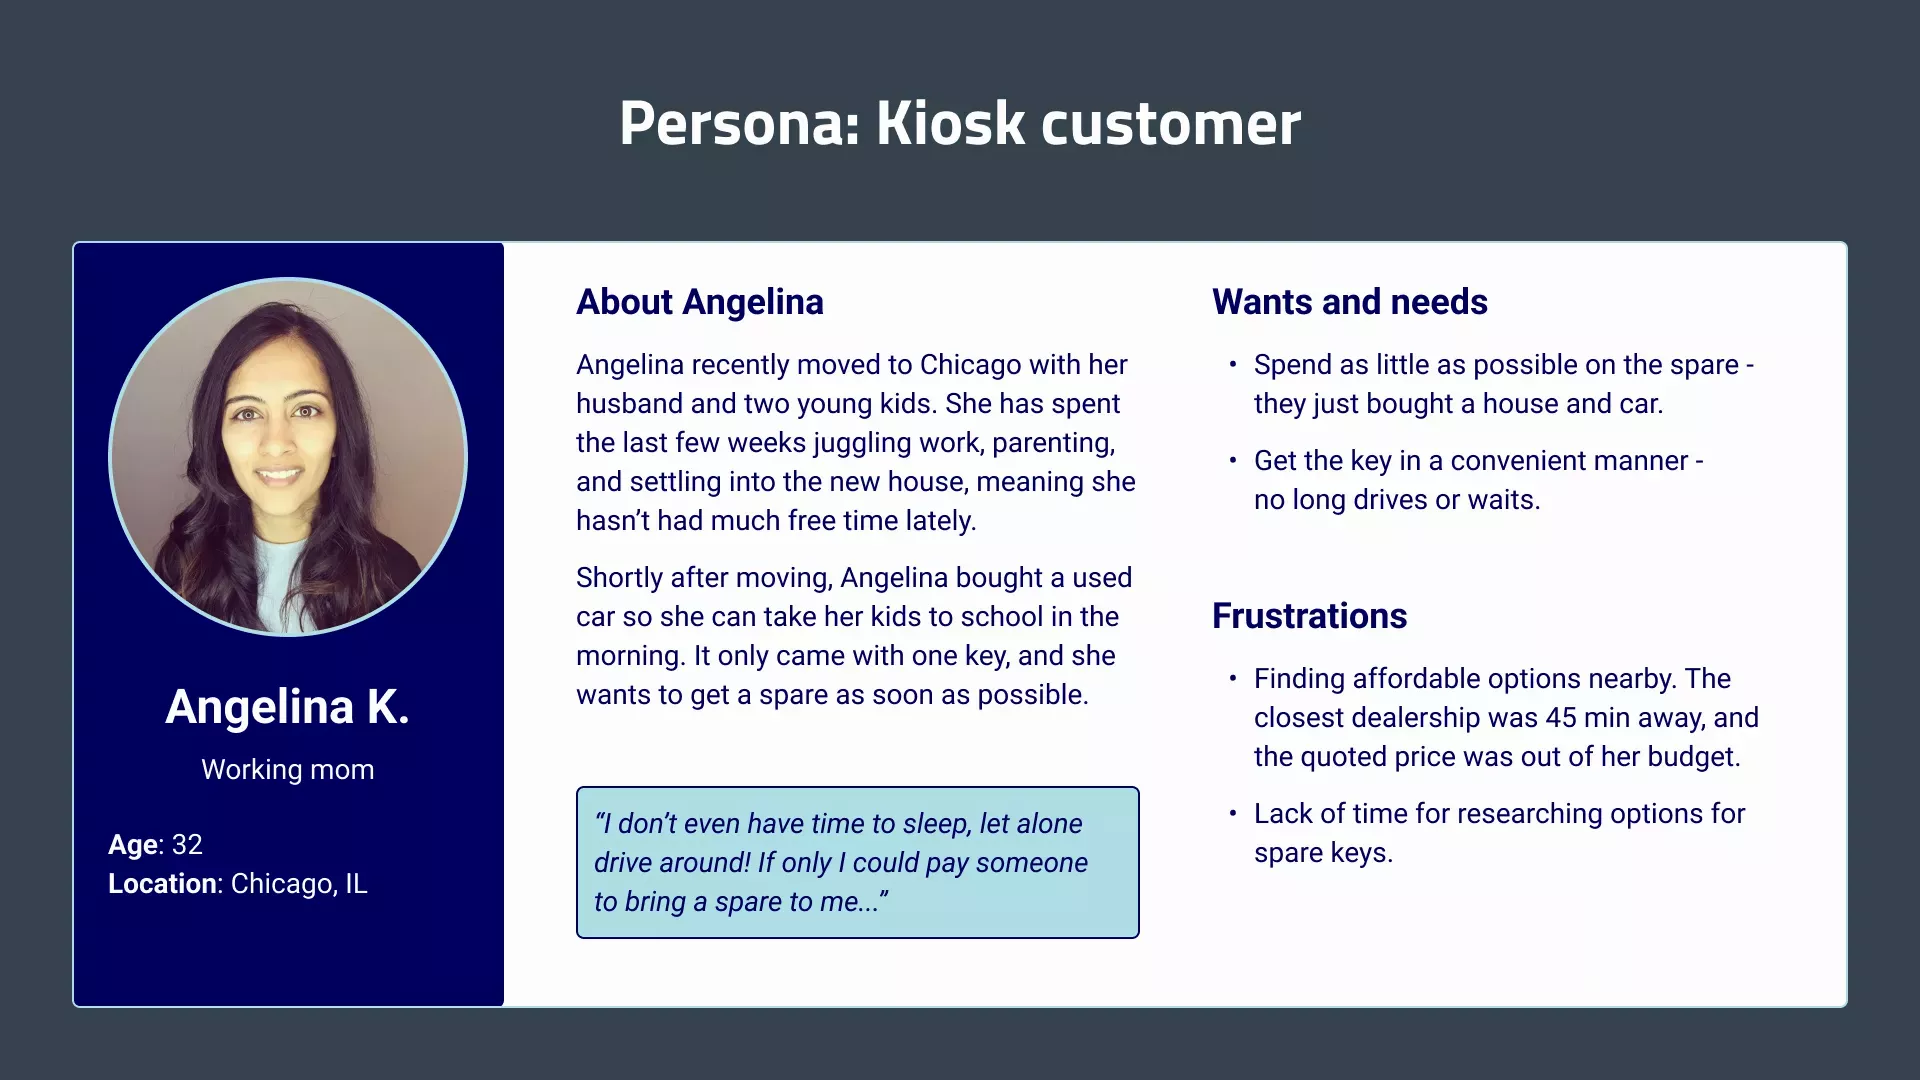 Persona: Kiosk customer
Angelina K.
Working mom
Age: 32
Location: Chicago, IL
About Angelina
Angelina recently moved to Chicago with her
husband and two young kids. She has spent
the last few weeks juggling work, parenting,
and settling into the new house, meaning she
hasn’t had much free time lately.
Shortly after moving, Angelina bought a used
car so she can take her kids to school in the
morning. It only came with one key, and she
wants to get a spare as soon as possible.
“I don’t even have time to sleep, let alone
drive around! If only I could pay someone
to bring a spare to me...”
Wants and needs
• Spend as little as possible on the spare -
they just bought a house and car.
• Get the key in a convenient manner -
no long drives or waits.
Frustrations
• Finding affordable options nearby. The
closest dealership was 45 min away, and
the quoted price was out of her budget.
• Lack of time for researching options for
spare keys.